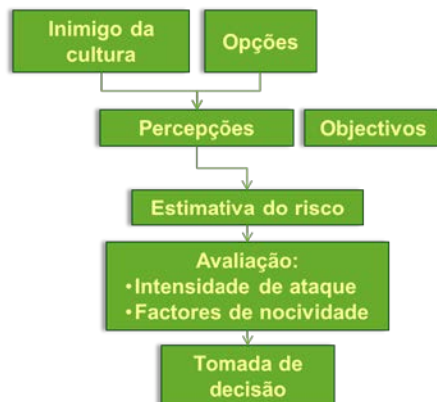 Inimigo da
cultura
Opções
Percepções
Objectivos
Estimativa do risco
Avaliação:
•Intensidade de ataque
•Factores de nocividade
Tomada de
decisão